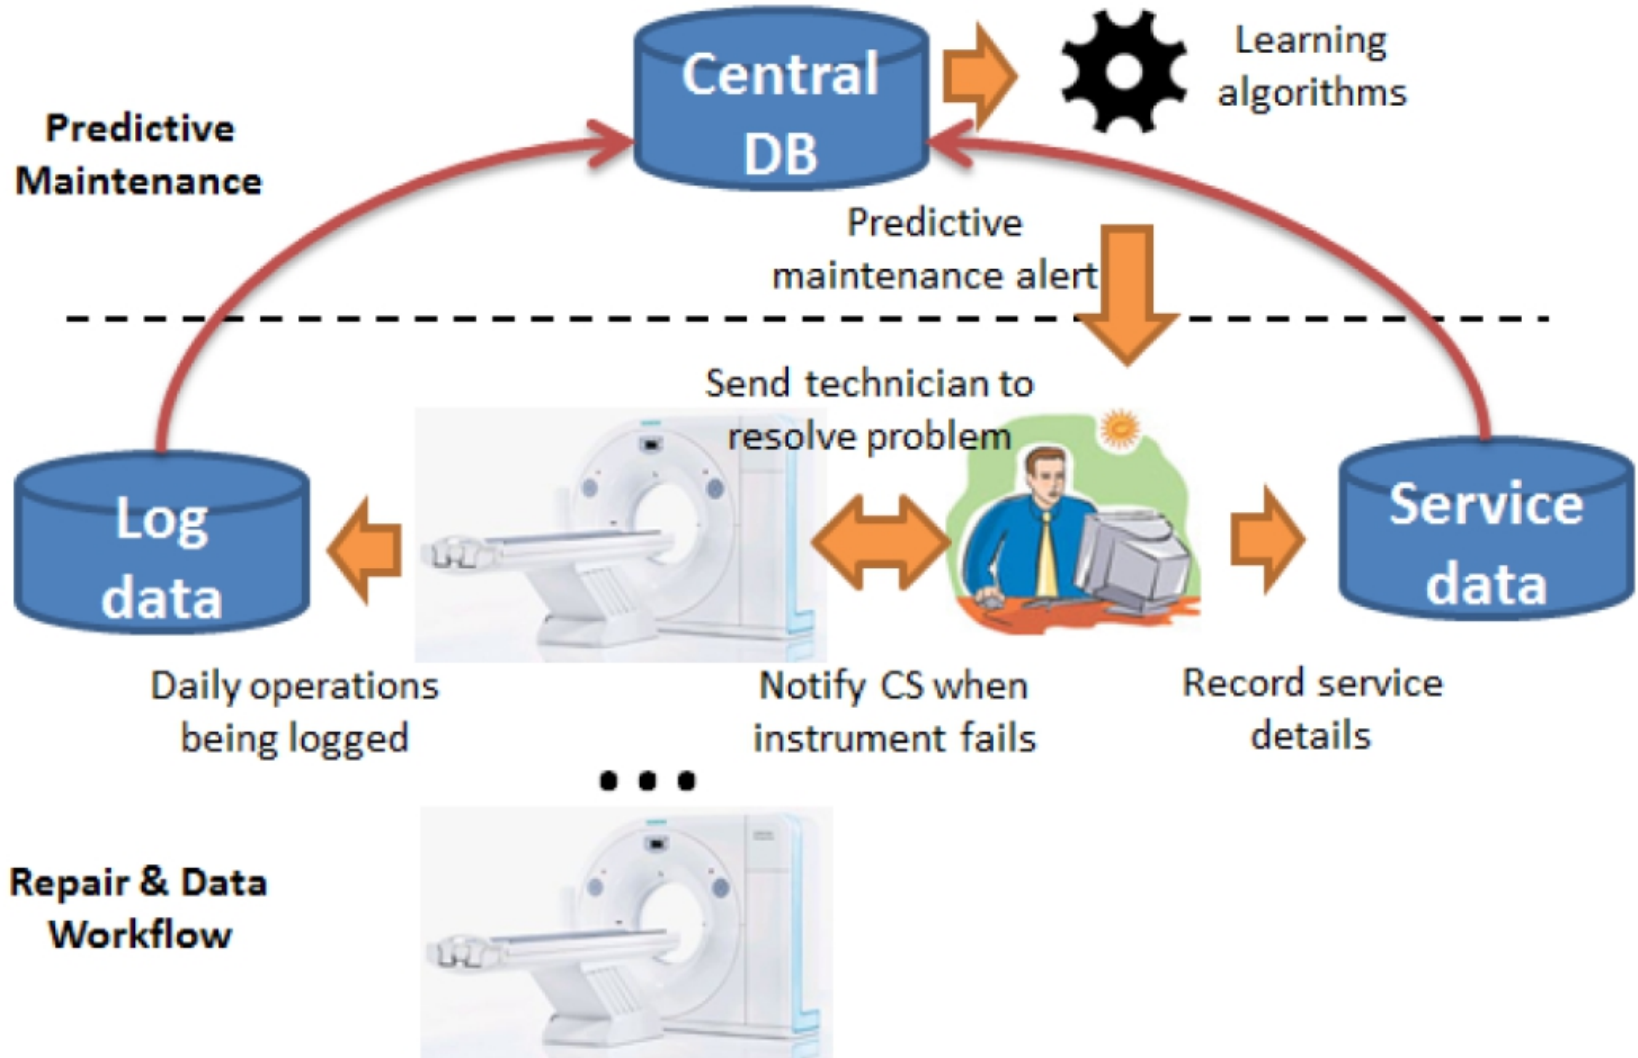 Central
DB
Learning
algorithms
Predictive
Maintenance
Predictive
maintenance alert
Send technician to
resolve problem
Log
data
Service
data
Daily operations
being logged
Notify CS when
instrument fails
Record service
details
...
Repair & Data
Workflow